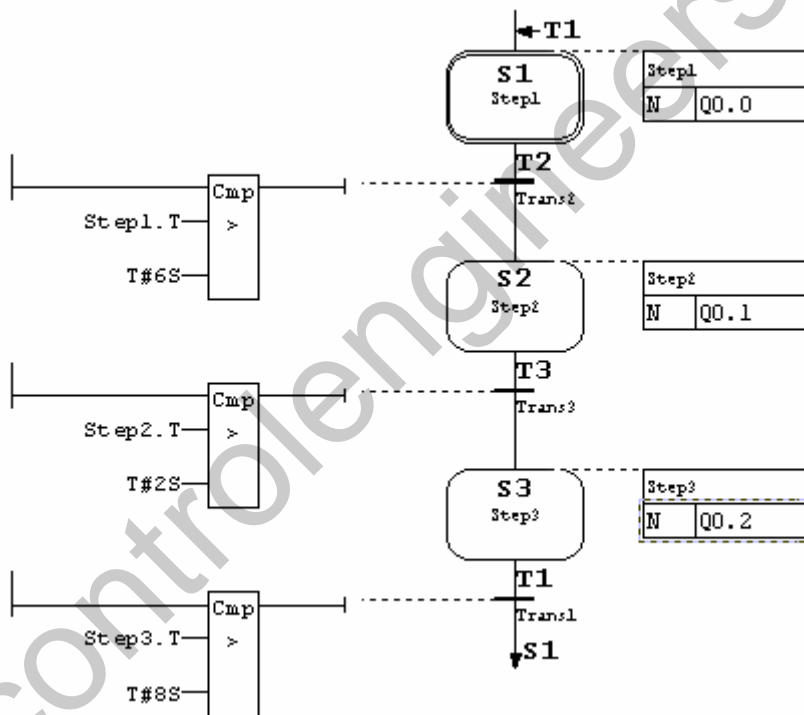 T1
S1
Step1
Step1
N Q0.0
T2
Trans2
Cmp
Step1.T
>
T#6S
S2
Step2
Step2
N Q0.1
T3
Trans3
Cmp
Step2.T
>
T#2S
S3
Step3
Step3
N Q0.2
T1
Trans1
Cmp
Step3.T
>
T#8S
S1
controlengineers